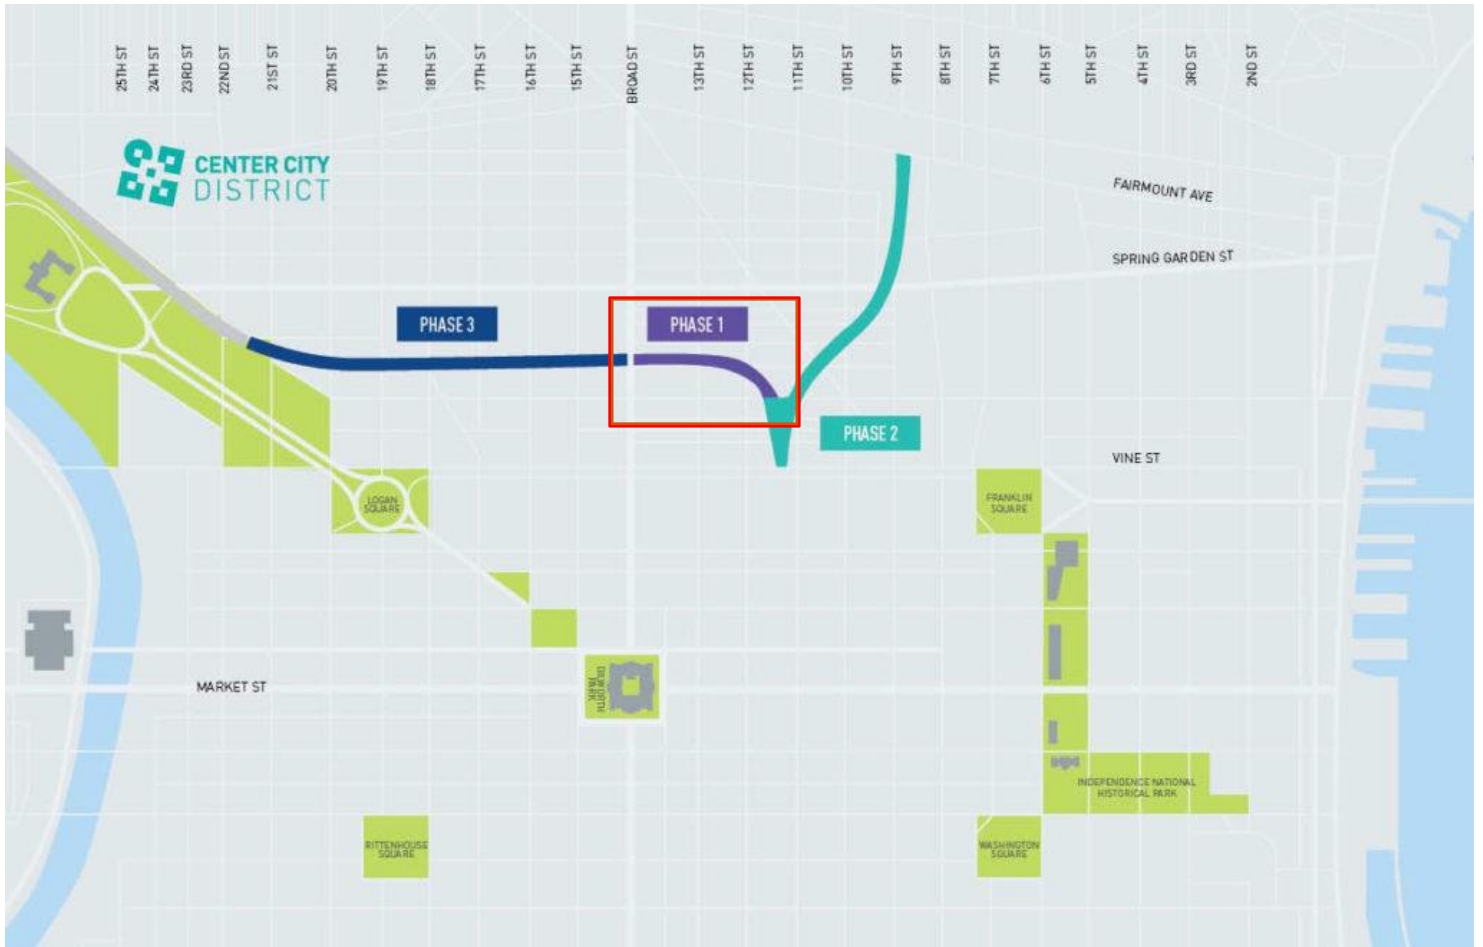 25TH ST
24TH ST
23RD ST
22ND ST
21ST ST
20TH ST
19TH ST
18TH ST
17TH ST
16TH ST
15TH ST
BROAD ST
13TH ST
12TH ST
11TH ST
10TH ST
9TH ST
8TH ST
7TH ST
6TH ST
5TH ST
4TH ST
3RD ST
2ND ST
CENTER CITY
DISTRICT
FAIRMOUNT AVE
SPRING GARDEN ST
PHASE 3
PHASE 1
PHASE 2
VINE ST
LOGAN
SQUARE
FRANKLIN
SQUARE
MARKET ST
DILWORTH
PARK
INDEPENDENCE NATIONAL
HISTORICAL PARK
RITTENHOUSE
SQUARE
WASHINGTON
SQUARE